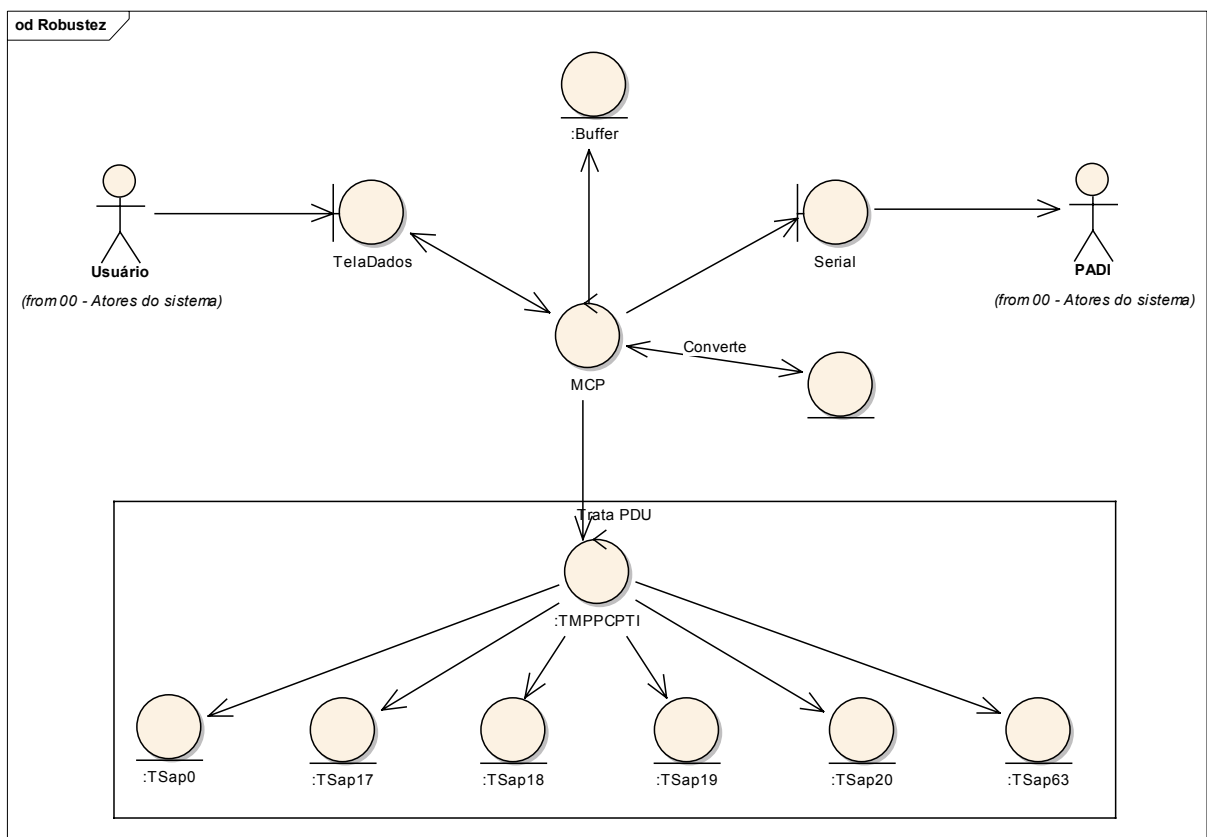 od Robustez
:Buffer
Usuário
(from 00 - Atores do sistema)
TelaDados
Serial
PADI
(from 00 - Atores do sistema)
Converte
MCP
Trata PDU
:TMPPCPTI
:TSap0
:TSap17
:TSap18
:TSap19
:TSap20
:TSap63